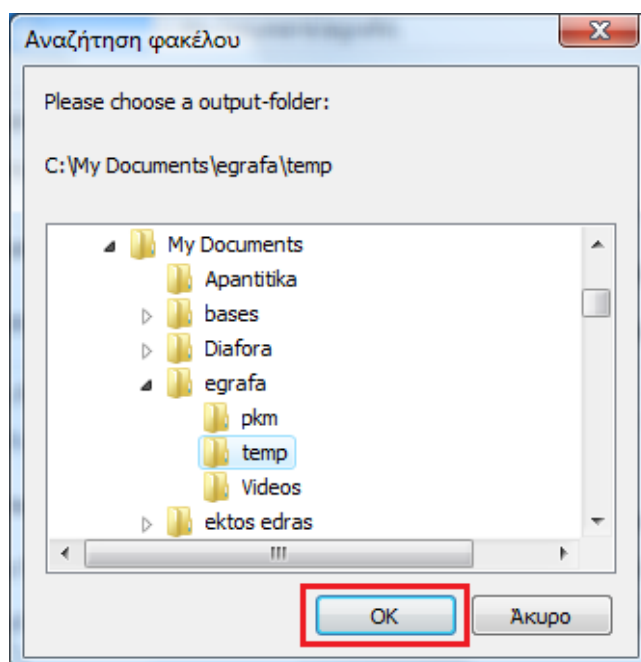 Αναζήτηση φακέλου
Please choose a output-folder:
C:\My Documents\egrafa\temp
My Documents
Apantitika
bases
Diafora
egrafa
pkm
temp
Videos
ektos edras
OK
Άκυρο